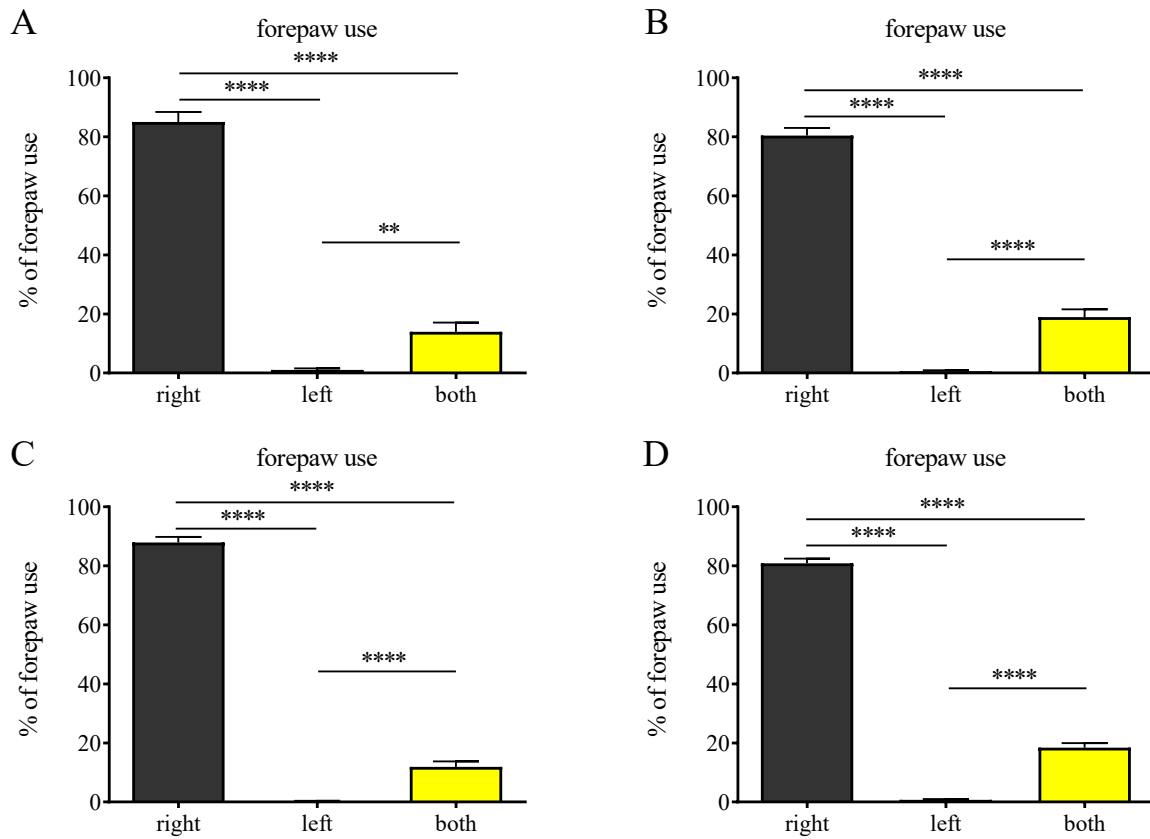 A
forepaw use
****
****
**
% of forepaw use
100
80
60
40
20
0
right left both
B
forepaw use
****
****
****
% of forepaw use
100
80
60
40
20
0
right left both
C
forepaw use
****
****
****
% of forepaw use
100
80
60
40
20
0
right left both
D
forepaw use
****
****
****
% of forepaw use
100
80
60
40
20
0
right left both